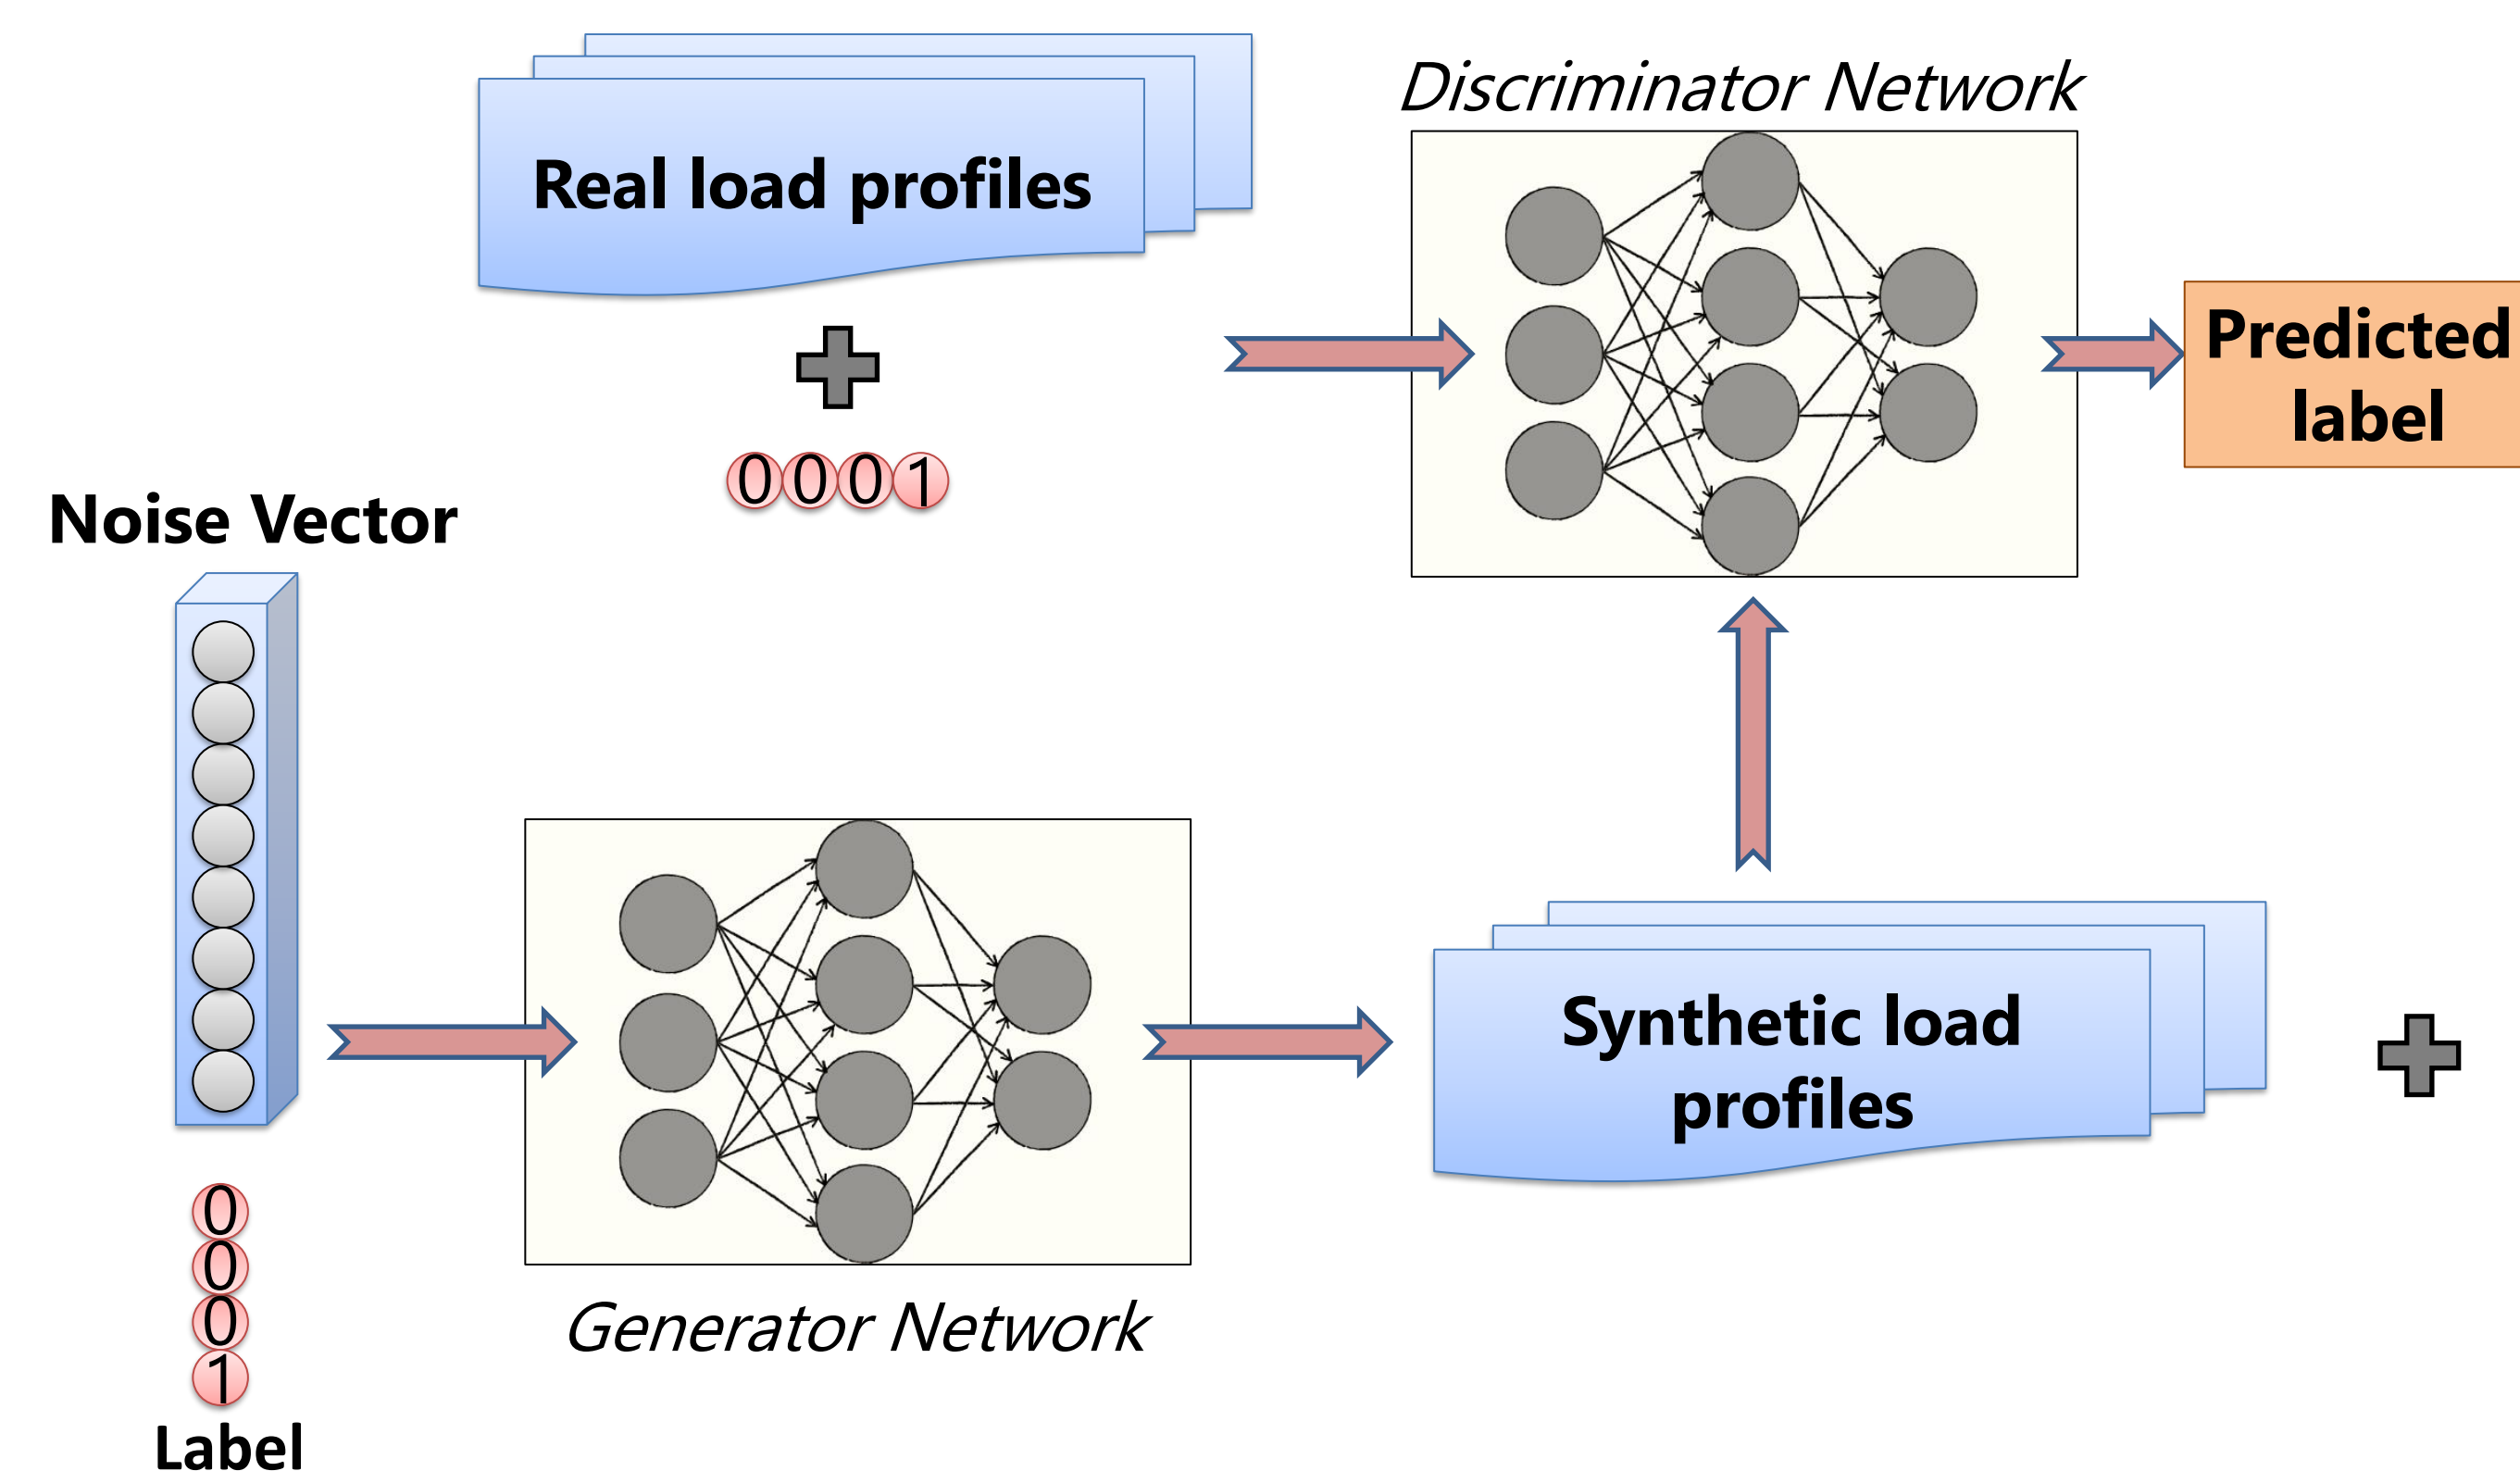 Discriminator Network
Real load profiles
Predicted
label
0001
Noise Vector
Synthetic load
profiles
0
0
0
1
Generator Network
Label